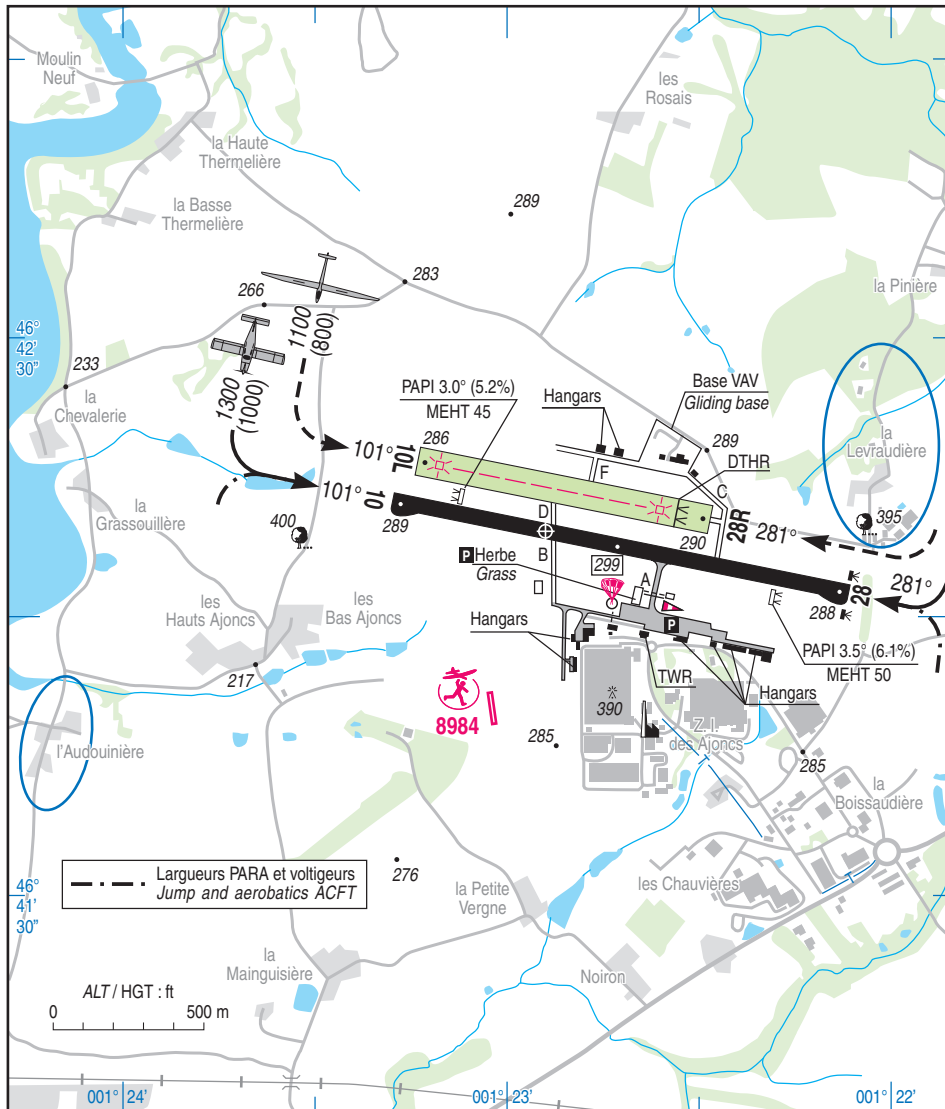 Moulin
Neuf
les
Rosais
la Haute
Thermelière
la Basse
Thermelière
289
283
la Pinière
266
1100
(800)
46°
42'
30"
1300
(1000)
233
la
Chevalerie
PAPI 3.0° (5.2%)
MEHT 45
Hangars
Base VAV
Gliding base
289
la
Levraudière
DTHR
286
101°
10L
F
C
101°
10
la
Grassouillère
400
289
D
B
290
28R
281°
395
P Herbe
Grass
299
A
288
28
281°
les
Hauts Ajoncs
les
Bas Ajoncs
Hangars
P
PAPI 3.5° (6.1%)
MEHT 50
TWR
Hangars
217
8984
390
Z. I.
des Ajoncs
285
285
l'Audouinière
la
Boissaudière
276
Largueurs PARA et voltigeurs
Jump and aerobatics ACFT
46°
41'
30"
la Petite
Vergne
les Chauvières
la
Mainguisière
Noiron
ALT / HGT : ft
0 500 m
001° 24'
001° 23'
001° 22'